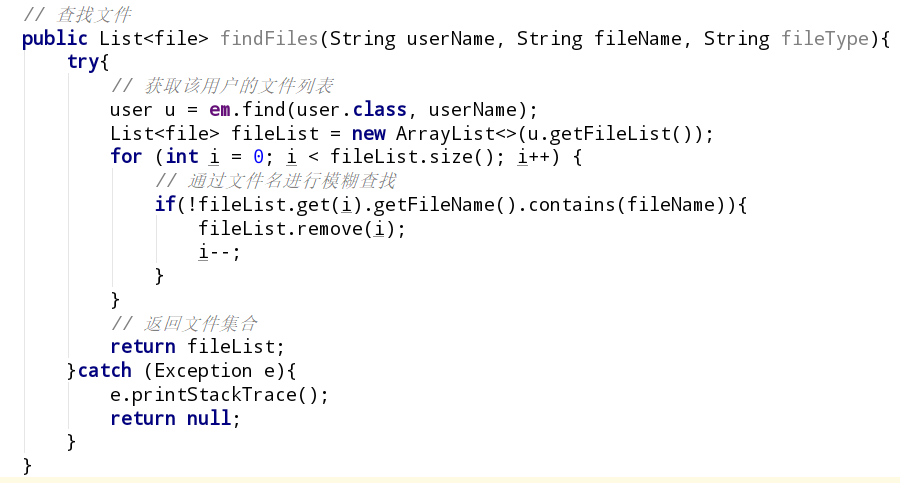 // 查找文件
public List<file> findFiles(String userName, String fileName, String fileType){
try{
// 获取该用户的文件列表
user u = em.find(user.class, userName);
List<file> fileList = new ArrayList<>(u.getFileList());
for (int i = 0; i < fileList.size(); i++) {
// 通过文件名进行模糊查找
if(!fileList.get(i).getFileName().contains(fileName)){
fileList.remove(i);
i--;
}
}
// 返回文件集合
return fileList;
}catch (Exception e){
e.printStackTrace();
return null;
}
}